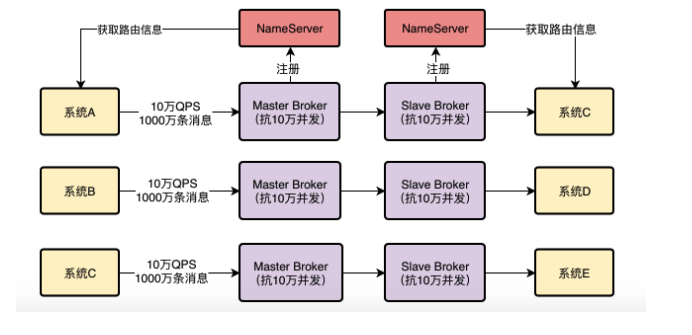 NameServer
NameServer
获取路由信息
获取路由信息
注册
注册
系统A
10万QPS
1000万条消息
Master Broker
(抗10万并发)
Slave Broker
(抗10万并发)
系统C
系统B
10万QPS
1000万条消息
Master Broker
(抗10万并发)
Slave Broker
(抗10万并发)
系统D
系统C
10万QPS
1000万条消息
Master Broker
(抗10万并发)
Slave Broker
(抗10万并发)
系统E